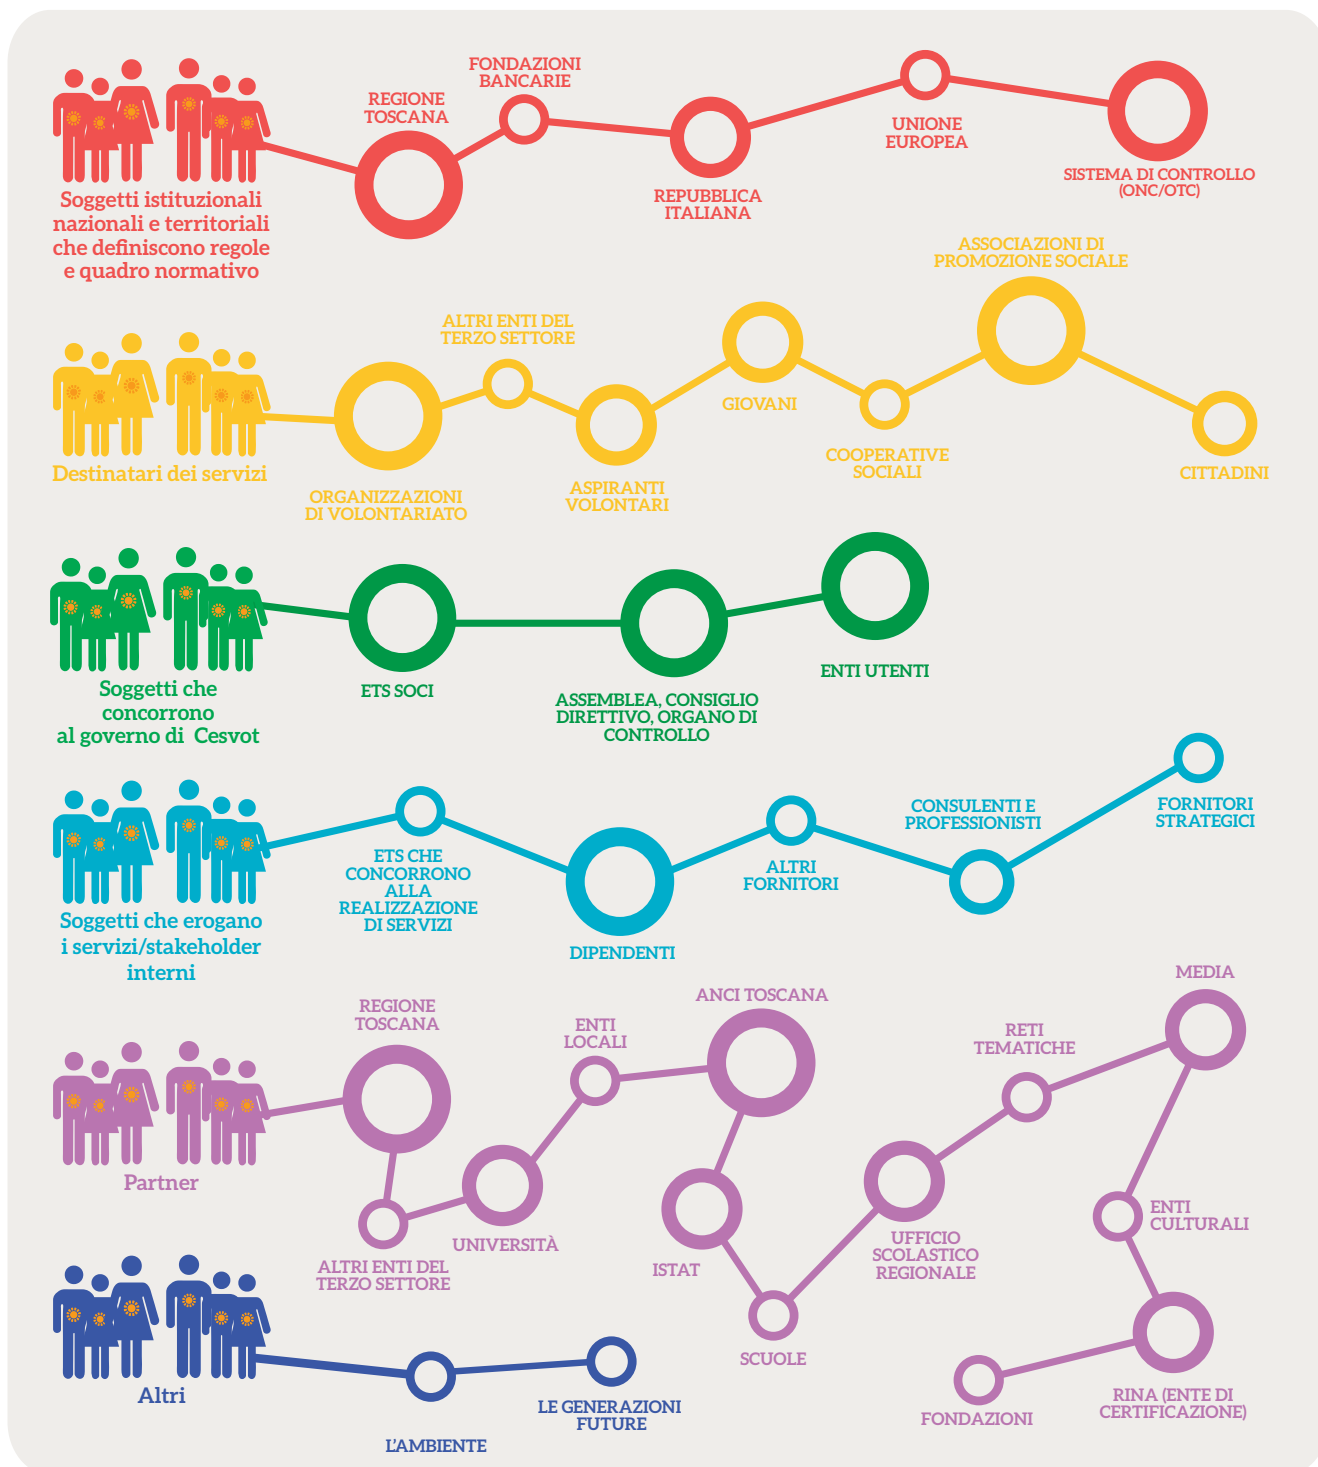 FONDAZIONI
BANCARIE
REGIONE
TOSCANA
UNIONE
EUROPEA
REPUBBLICA
ITALIANA
SISTEMA DI CONTROLLO
(ONC/OTC)
Soggetti istituzionali
nazionali e territoriali
che definiscono regole
e quadro normativo
ASSOCIAZIONI DI
PROMOZIONE SOCIALE
ALTRI ENTI DEL
TERZO SETTORE
GIOVANI
COOPERATIVE
SOCIALI
CITTADINI
Destinatari dei servizi
ORGANIZZAZIONI
DI VOLONTARIATO
ASPIRANTI
VOLONTARI
Soggetti che
concorrono
al governo di Cesvot
ETS SOCI
ASSEMBLEA, CONSIGLIO
DIRETTIVO, ORGANO DI
CONTROLLO
ENTI UTENTI
Soggetti che erogano
i servizi/stakeholder
interni
ETS CHE
CONCORRONO
ALLA
REALIZZAZIONE
DI SERVIZI
DIPENDENTI
ALTRI
FORNITORI
CONSULENTI E
PROFESSIONISTI
FORNITORI
STRATEGICI
Partner
REGIONE
TOSCANA
ALTRI ENTI DEL
TERZO SETTORE
UNIVERSITÀ
ENTI
LOCALI
ANCI TOSCANA
ISTAT
SCUOLE
UFFICIO
SCOLASTICO
REGIONALE
RETI
TEMATICHE
MEDIA
ENTI
CULTURALI
RINA (ENTE DI
CERTIFICAZIONE)
FONDAZIONI
Altri
L'AMBIENTE
LE GENERAZIONI
FUTURE